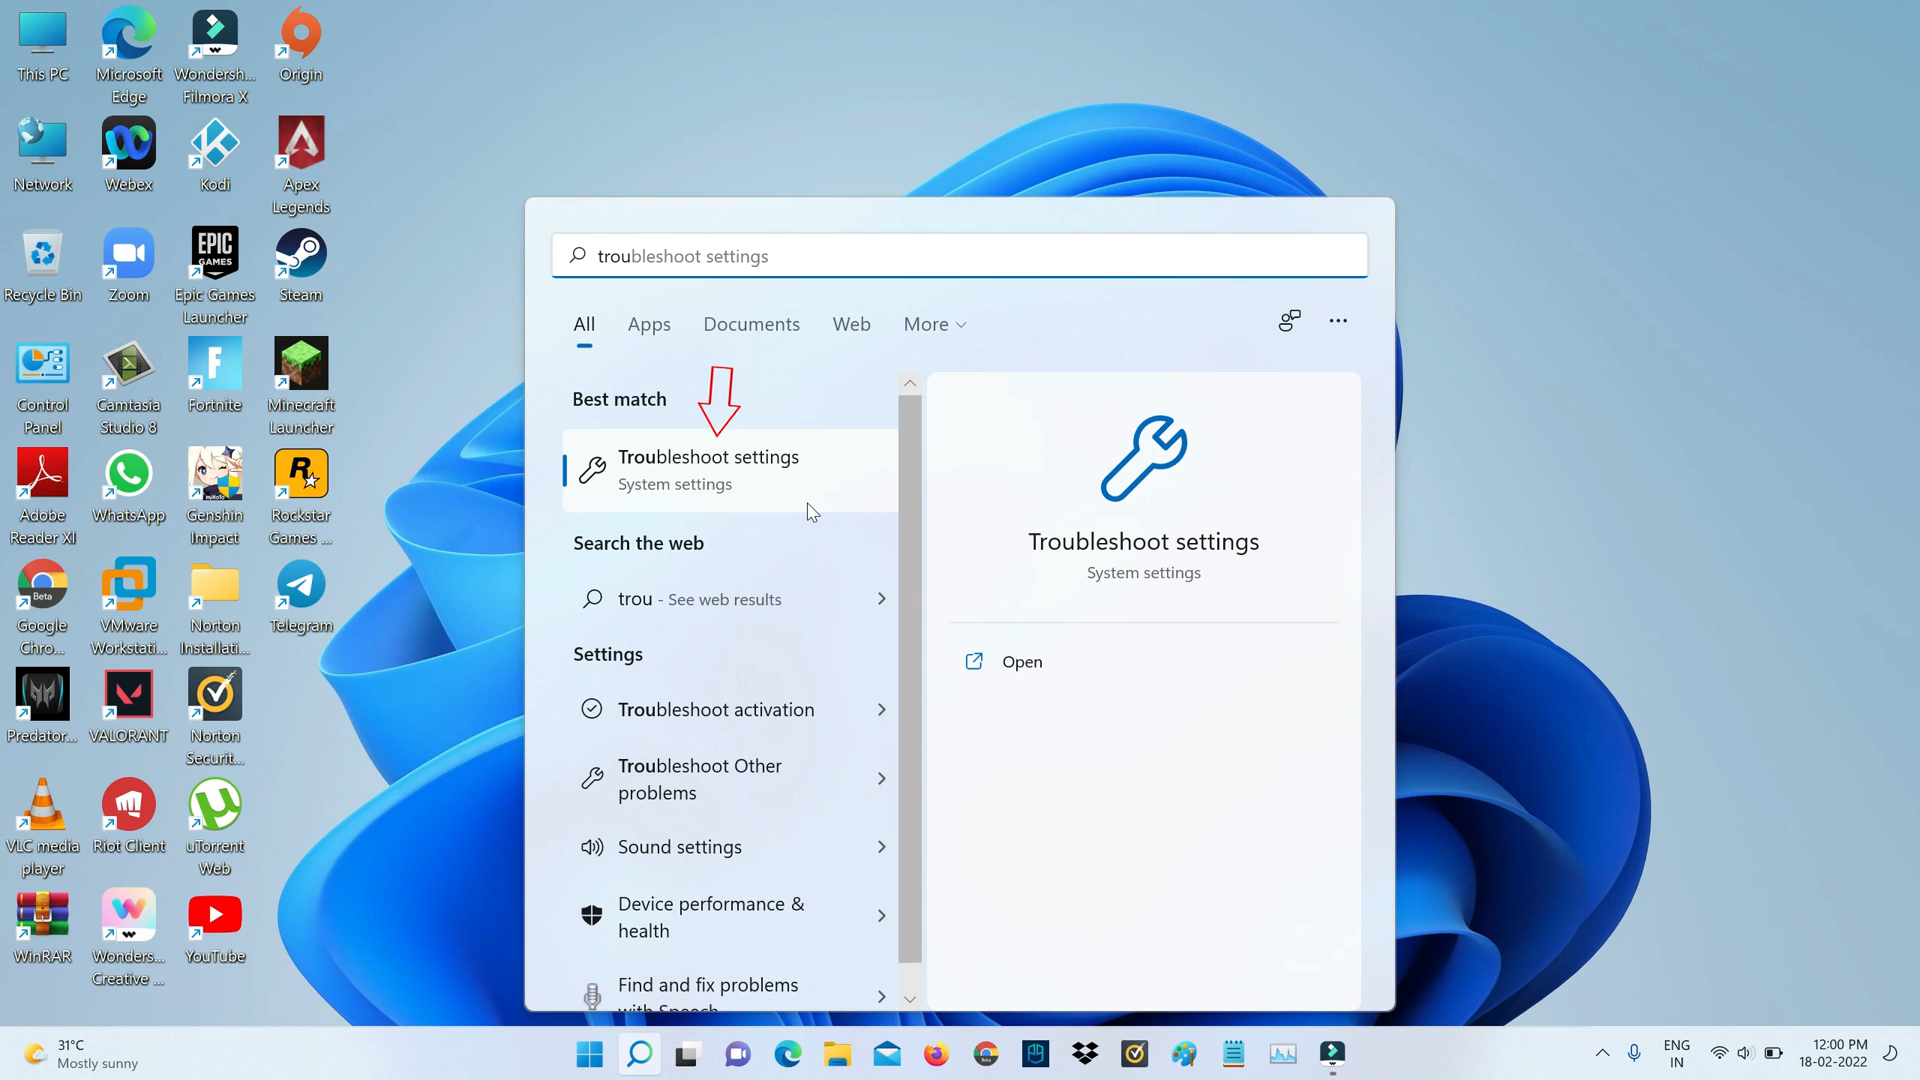 This PC
Microsoft
Edge
Wondersh...
Filmora X
Origin
Network
Webex
Kodi
Apex
Legends
Recycle Bin
Zoom
EPIC
GAMES
Epic Games
Launcher
Steam
Control
Panel
Camtasia
Studio 8
Fortnite
Minecraft
Launcher
Adobe
Reader XI
WhatsApp
Genshin
Impact
Rockstar
Games ...
Beta
Google
Chro...
VMware
Workstati...
Norton
Installati...
Telegram
Predator...
VALORANT
Norton
Securit...
VLC media
player
Riot Client
uTorrent
Web
WinRAR
Wonders...
Creative ...
YouTube
troubleshoot settings
All
Apps
Documents
Web
More
Best match
Troubleshoot settings
System settings
Search the web
trou - See web results
Settings
Troubleshoot activation
Troubleshoot Other
problems
Sound settings
Device performance &
health
Find and fix problems
with Speech
Troubleshoot settings
System settings
Open
31°C
Mostly sunny
ENG
IN
12:00 PM
18-02-2022